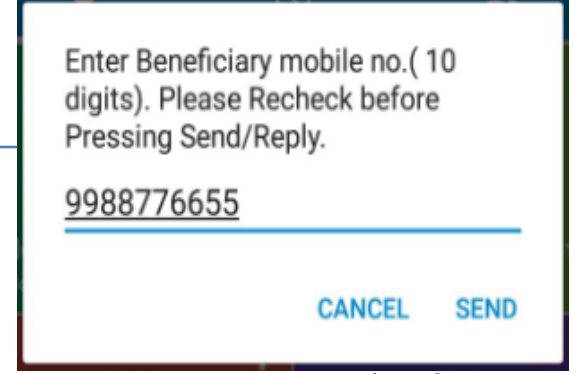 Enter Beneficiary mobile no.( 10
digits). Please Recheck before
Pressing Send/Reply.
9988776655
CANCEL SEND